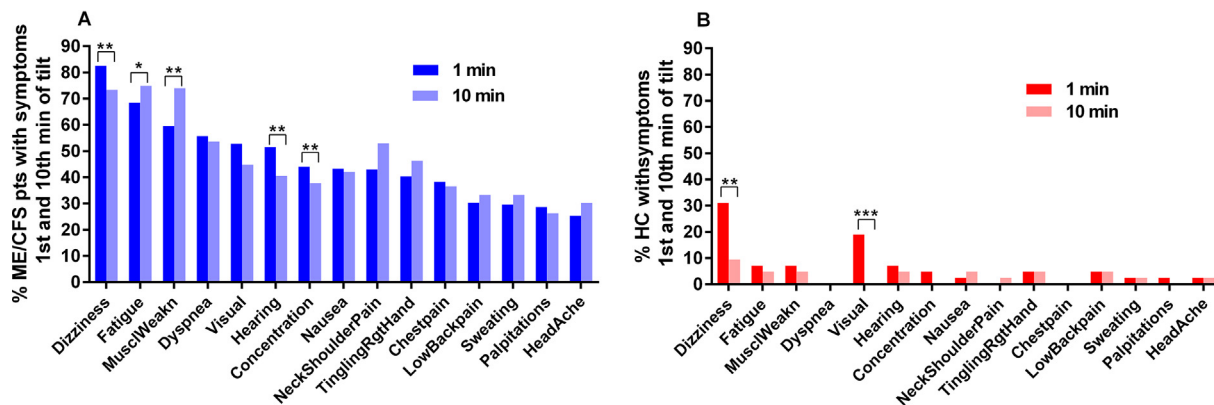 A
% ME/CFS pts with symptoms
1st and 10th min of tilt
90
80
70
60
50
40
30
20
10
0
**
*
**
**
**
1 min
10 min
Dizziness
Fatigue
MusclWeakn
Dyspnea
Visual
Hearing
Concentration
Nausea
NeckShoulderPain
TinglingRgtHand
Chestpain
LowBackpain
Sweating
Palpitations
HeadAche
B
% HC withsymptoms
1st and 10th min of tilt
90
80
70
60
50
40
30
20
10
0
**
***
1 min
10 min
Dizziness
Fatigue
MusclWeakn
Dyspnea
Visual
Hearing
Concentration
Nausea
NeckShoulderPain
TinglingRgtHand
Chestpain
LowBackpain
Sweating
Palpitations
HeadAche